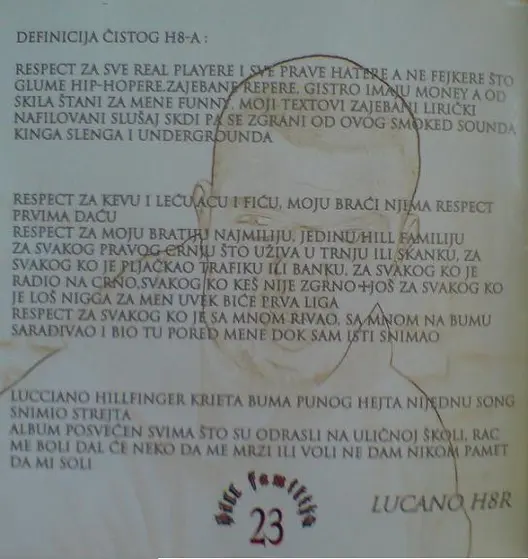 DEFINICIJA ČISTOG H8-A :
RESPECT ZA SVE REAL PLAYERE I SVE PRAVE HATERE A NE FEJKERE ŠTO
GLUME HIP-HOPERE.ZAJEBANE REPERE, GISTRO IMAJU MONEY A OD
SKILA ŠTANI ZA MENE FUNNY, MOJI TEXTOVI ZAJEBANI LIRIČKI
NAFILOVANI SLUŠAJ SKDI PA SE ZGRANI OD OVOG SMOKED SOUNDA
KINGA SLENGA I UNDERGROUNDA
RESPECT ZA KEVU I LEČU,ACU I FIĆU, MOJU BRAĆI NJIMA RESPECT
PRVIMA DAĆU
RESPECT ZA MOJU BRATIJU NAJMILIJU, JEDINU HILL FAMILIJU
ZA SVAKOG PRAVOG CRNJU ŠTO UŽIVA U TRNJU ILI SKANKU, ZA
SVAKOG KO JE PLJAČKAO TRAFIKU ILI BANKU, ZA SVAKOG KO JE
RADIO NA CRNO,SVAKOG KO KEŠ NIJE ZGRNO+JOŠ ZA SVAKOG KO
JE LOŠ NIGGA ZA MEN UVEK BIĆE PRVA LIGA
RESPECT ZA SVAKOG KO JE SA MNOM RIVAO, SA MNOM NA BUMU
SARAĐIVAO I BIO TU PORED MENE DOK SAM ISTI SNIMAO
LUCCIANO HILLFINGER KRIETA BUMA PUNOG HEJTA NIJEDNU SONG
SNIMIO STREJTA
ALBUM POSVEĆEN SVIMA ŠTO SU ODRASLI NA ULIČNOJ ŠKOLI, RAC
ME BOLI DAL ĆE NEKO DA ME MRZI ILI VOLI NE DAM NIKOM PAMET
DA MI SOLI
Hill Familija
23
LUCANO H8R